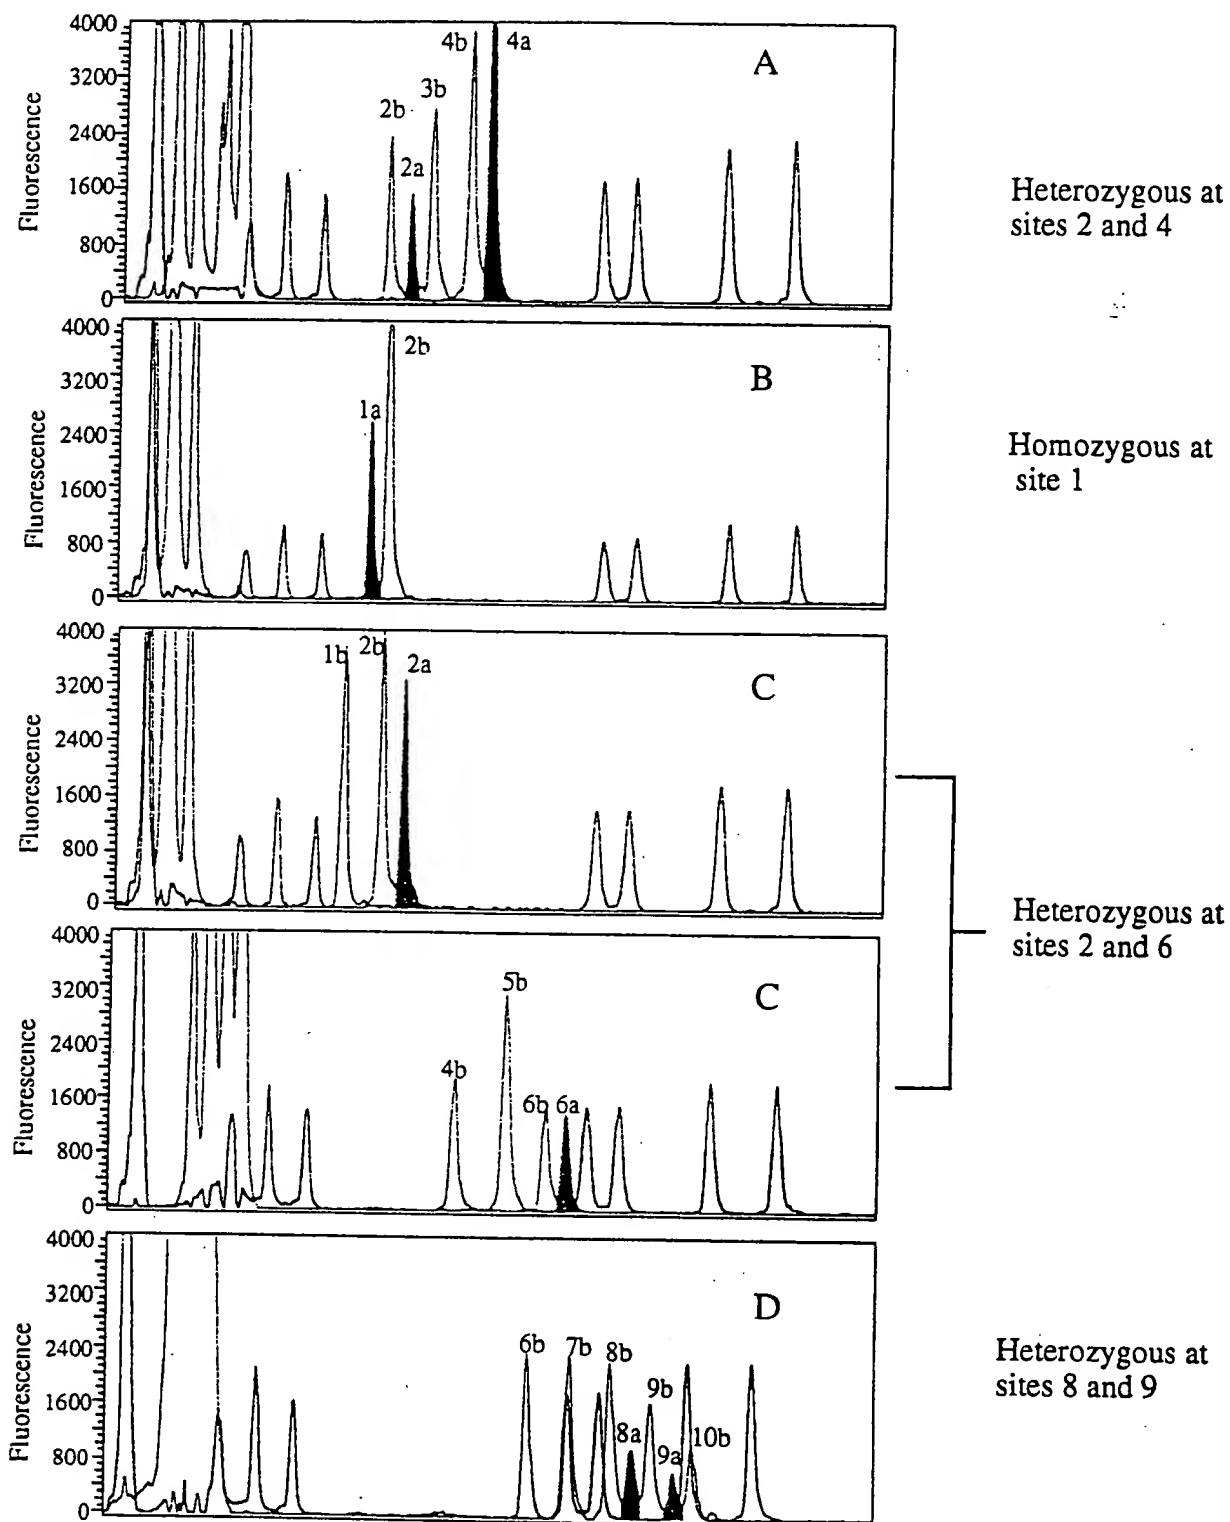 4000
3200
2400
1600
800
0
Fluorescence
2b
2a
3b
4b
4a
A
Heterozygous at
sites 2 and 4
4000
3200
2400
1600
800
0
Fluorescence
1a
2b
B
Homozygous at
site 1
4000
3200
2400
1600
800
0
Fluorescence
1b
2b
2a
C
4000
3200
2400
1600
800
0
Fluorescence
4b
5b
6b
6a
C
Heterozygous at
sites 2 and 6
4000
3200
2400
1600
800
0
Fluorescence
6b
7b
8b
8a
9b
9a
10b
D
Heterozygous at
sites 8 and 9